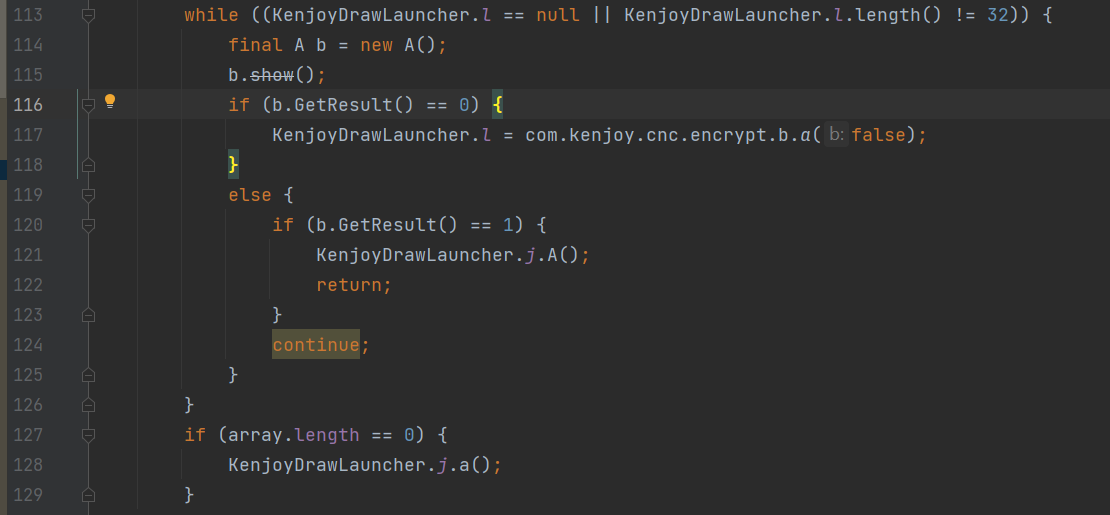 113 while ((KenjoyDrawLauncher.l == null || KenjoyDrawLauncher.l.length() != 32)) {
114 final A b = new A();
115 b.show();
116 if (b.GetResult() == 0) {
117 KenjoyDrawLauncher.l = com.kenjoy.cnc.encrypt.b.a( b: false);
118 }
119 else {
120 if (b.GetResult() == 1) {
121 KenjoyDrawLauncher.j.A();
122 return;
123 }
124 continue;
125 }
126 }
127 if (array.length == 0) {
128 KenjoyDrawLauncher.j.a();
129 }